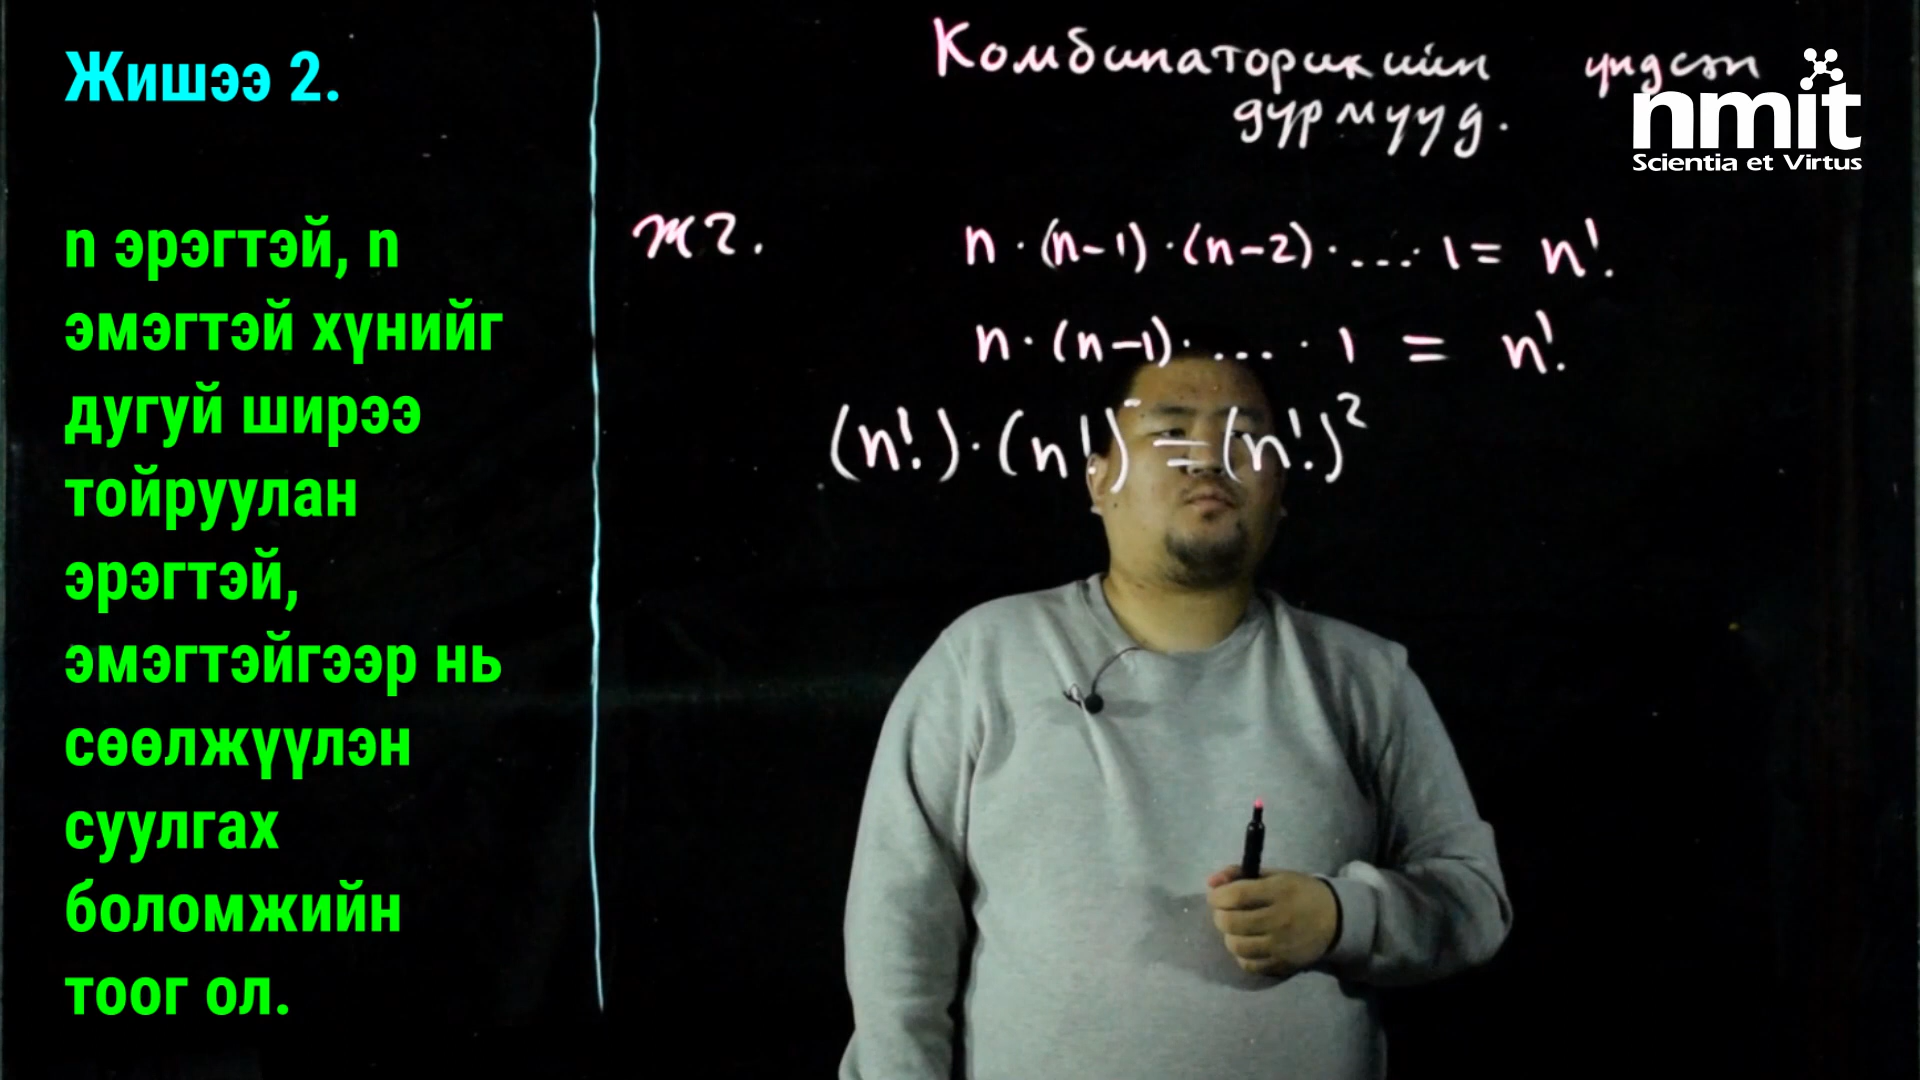 Жишээ 2.
n эрэгтэй, n
эмэгтэй хүнийг
дугуй ширээ
тойруулан
эрэгтэй,
эмэгтэйгээр нь
сөөлжүүлэн
суулгах
боломжийн
тоог ол.
Комбинаторикийн үндсэн
дүрмүүд.
nmit
Scientia et Virtus
Ж2.
n · (n-1) · (n-2) · ... · 1 = n!
n · (n-1) · ... · 1 = n!
(n!) · (n!) = (n!)²